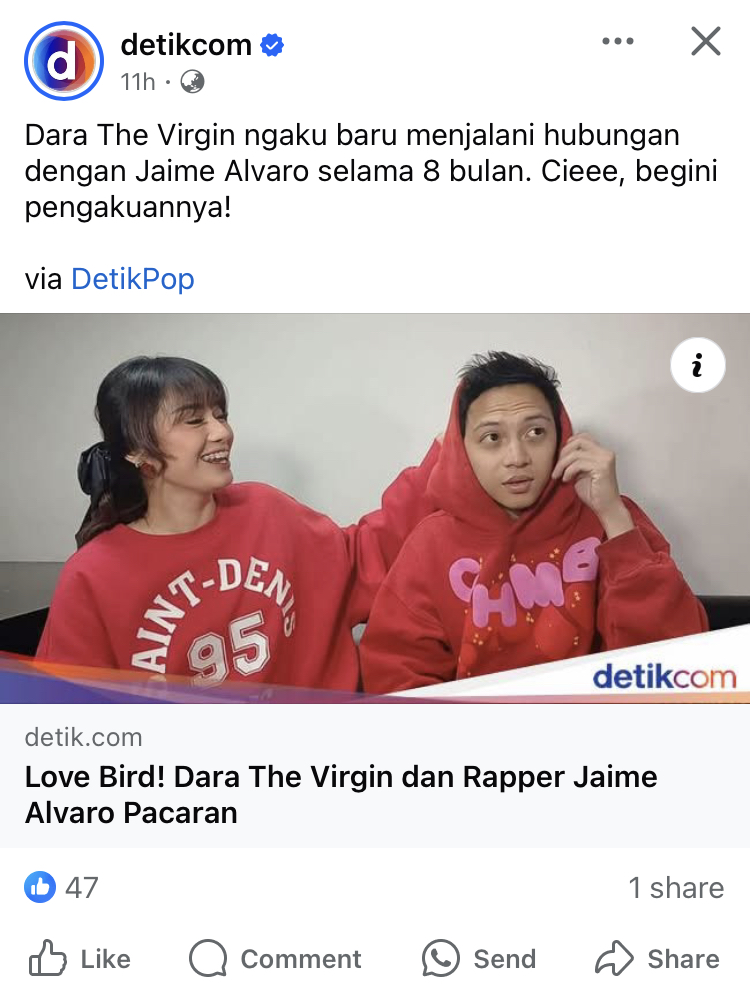 detikcom
11h ·
Dara The Virgin ngaku baru menjalani hubungan
dengan Jaime Alvaro selama 8 bulan. Cieee, begini
pengakuannya!
via DetikPop
i
AINT-DENIS
95
CHMB
detikcom
detik.com
Love Bird! Dara The Virgin dan Rapper Jaime
Alvaro Pacaran
47
1 share
Like
Comment
Send
Share